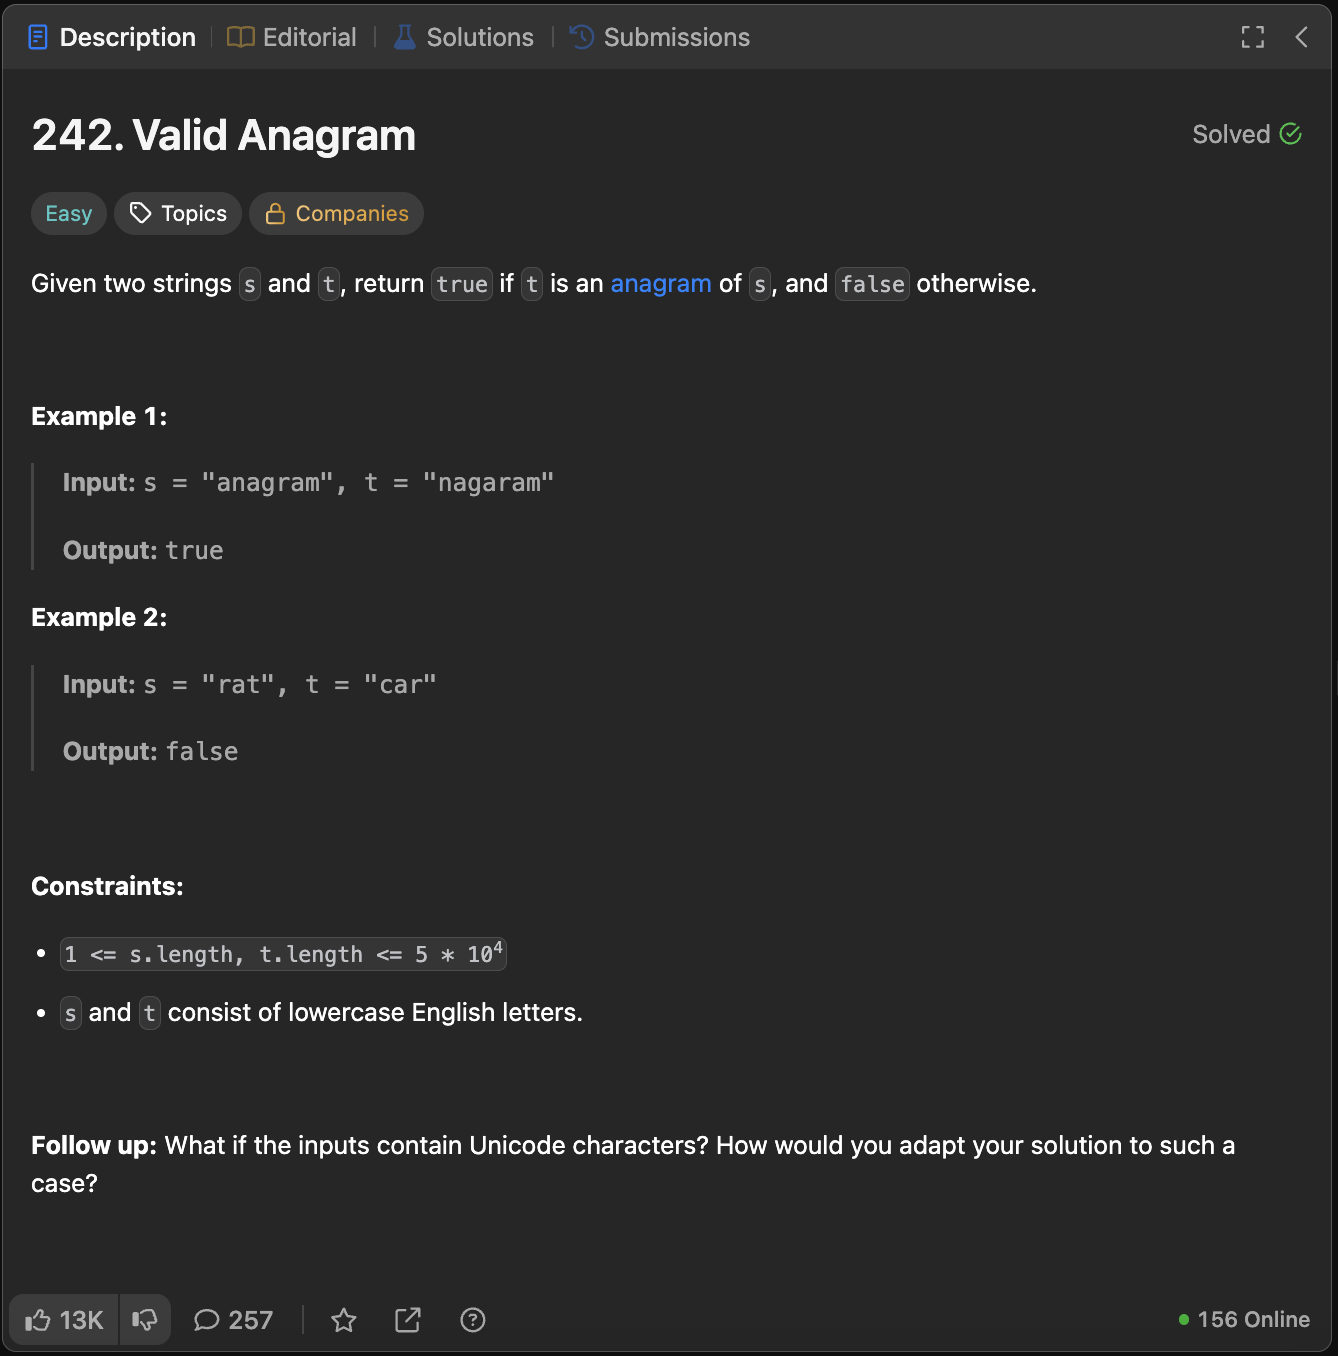 Description | Editorial | Solutions | Submissions
242. Valid Anagram
Solved
Easy Topics Companies
Given two strings s and t, return true if t is an anagram of s, and false otherwise.
Example 1:
Input: s = "anagram", t = "nagaram"
Output: true
Example 2:
Input: s = "rat", t = "car"
Output: false
Constraints:
• 1 <= s.length, t.length <= 5 * 10⁴
• s and t consist of lowercase English letters.
Follow up: What if the inputs contain Unicode characters? How would you adapt your solution to such a
case?
13K 257 156 Online